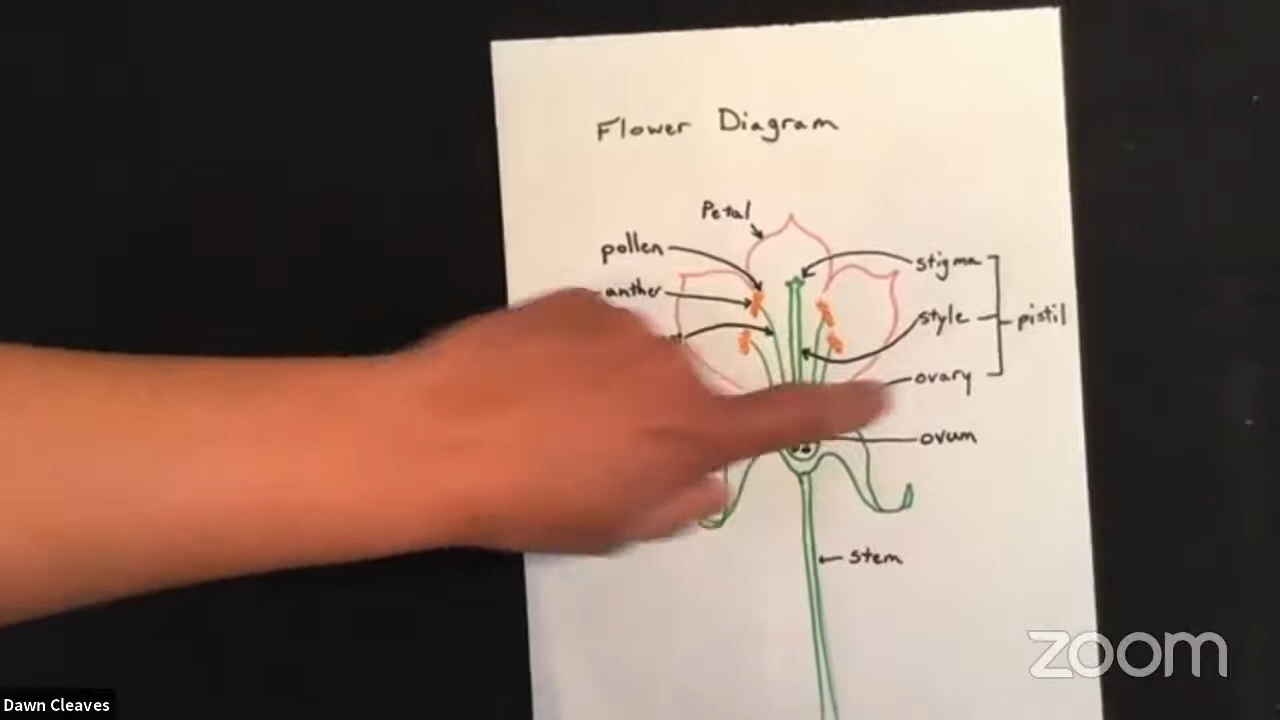 Flower Diagram
Petal
pollen
anther
stigma
style
pistil
ovary
ovum
stem
zoom
Dawn Cleaves